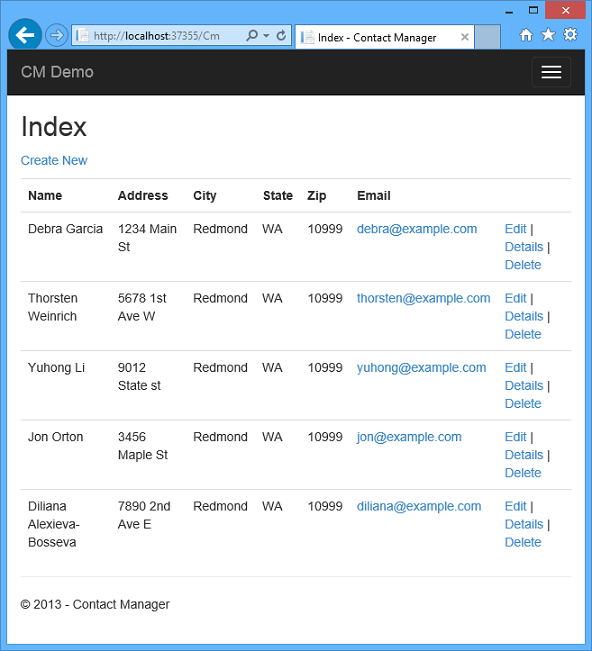 http://localhost:37355/Cm
Index - Contact Manager
CM Demo
Index
Create New
Name Address City State Zip Email
Debra Garcia 1234 Main Redmond WA 10999 debra@example.com Edit |
St Details |
Delete
Thorsten 5678 1st Redmond WA 10999 thorsten@example.com Edit |
Weinrich Ave W Details |
Delete
Yuhong Li 9012 Redmond WA 10999 yuhong@example.com Edit |
State st Details |
Delete
Jon Orton 3456 Redmond WA 10999 jon@example.com Edit |
Maple St Details |
Delete
Diliana 7890 2nd Redmond WA 10999 diliana@example.com Edit |
Alexieva- Ave E Details |
Bosseva Delete
© 2013 - Contact Manager